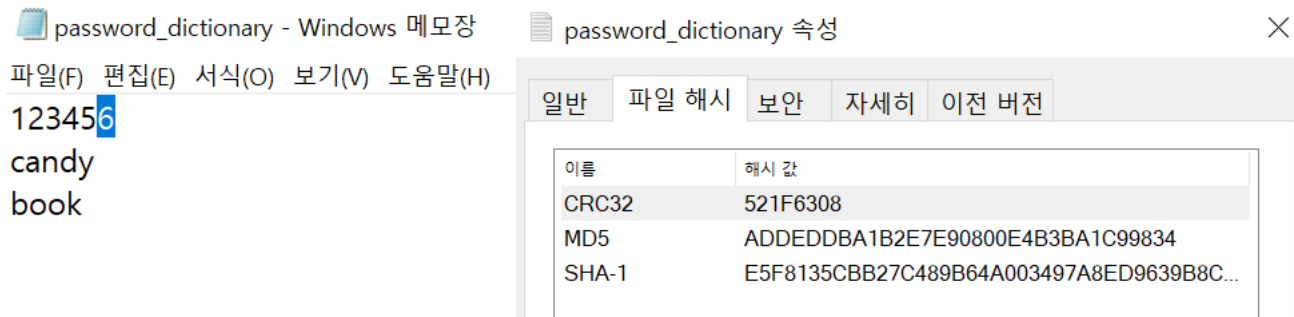 password_dictionary - Windows 메모장
파일(F) 편집(E) 서식(O) 보기(V) 도움말(H)
123456
candy
book
password_dictionary 속성
일반 파일 해시 보안 자세히 이전 버전
이름 해시 값
CRC32 521F6308
MD5 ADDEDDBA1B2E7E90800E4B3BA1C99834
SHA-1 E5F8135CBB27C489B64A003497A8ED9639B8C...